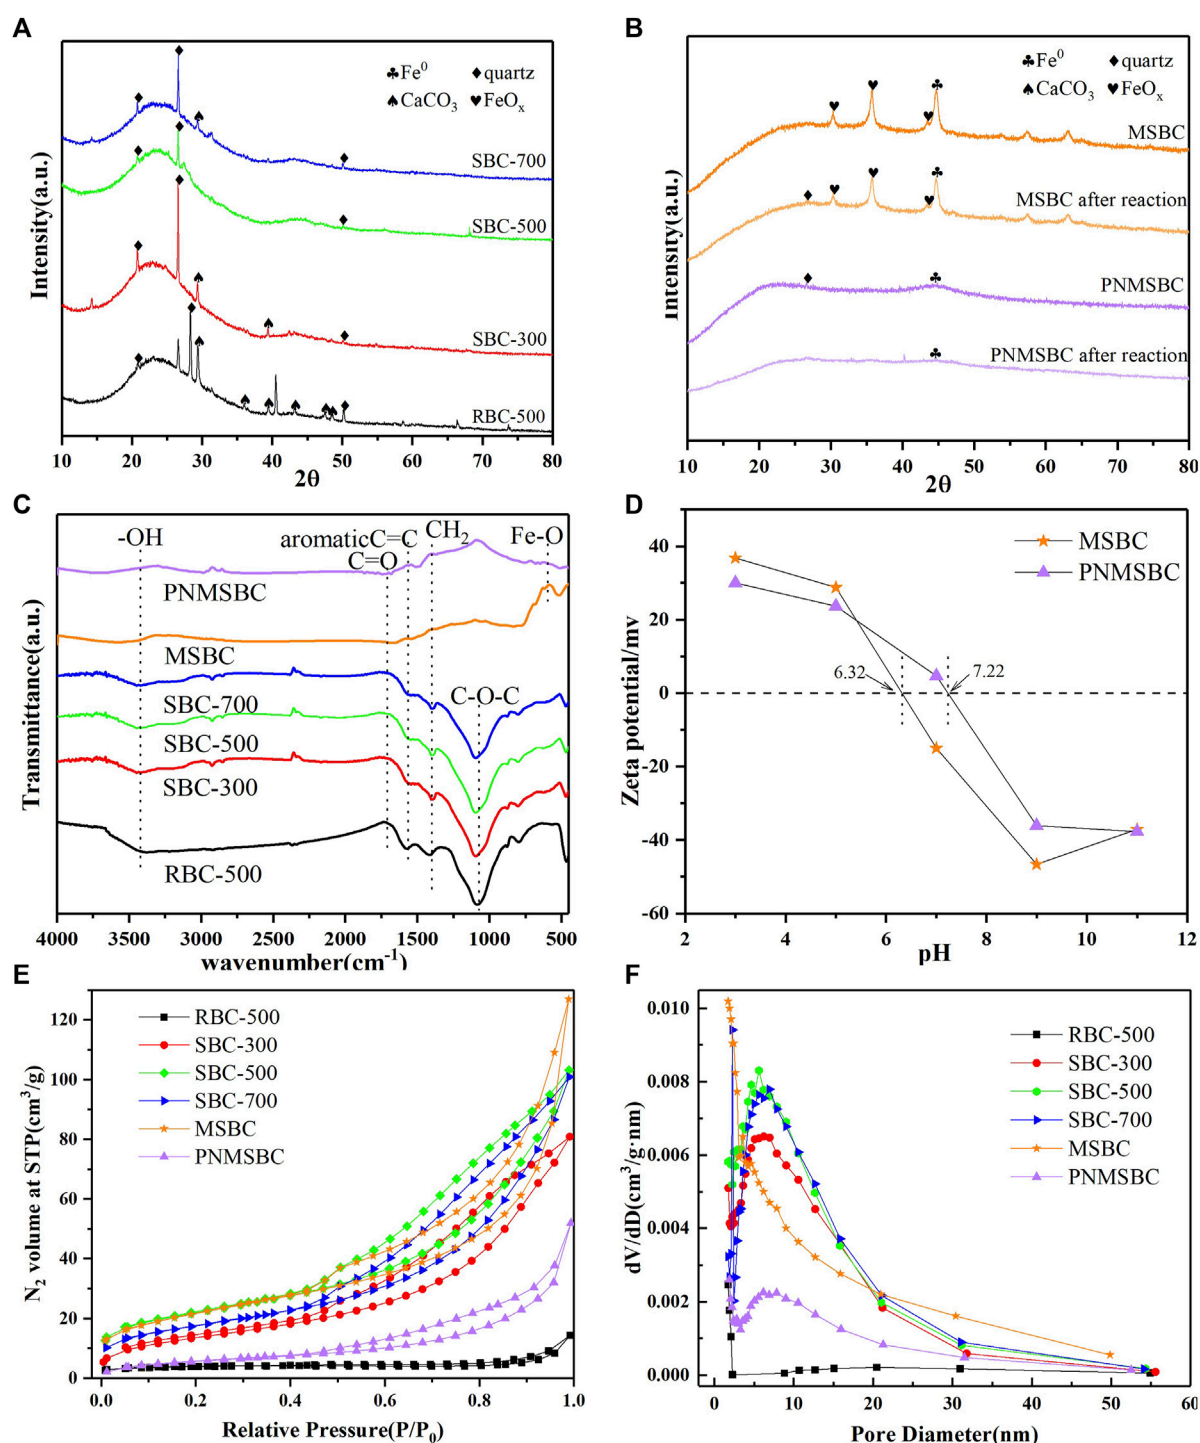 A
Intensity(a.u.)
♣Fe⁰ ♦quartz
♠CaCO₃ ♥FeOₓ
SBC-700
SBC-500
SBC-300
RBC-500
10 20 30 40 50 60 70 80
2θ
B
Intensity(a.u.)
♣Fe⁰ ♦quartz
♠CaCO₃ ♥FeOₓ
MSBC
MSBC after reaction
PNMSBC
PNMSBC after reaction
10 20 30 40 50 60 70 80
2θ
C
Transmittance(a.u.)
-OH
aromaticC=C
C=O
CH₂
Fe-O
PNMSBC
MSBC
SBC-700
C-O-C
SBC-500
SBC-300
RBC-500
4000 3500 3000 2500 2000 1500 1000 500
wavenumber(cm⁻¹)
D
Zeta potential/mv
40
20
0
-20
-40
-60
MSBC
PNMSBC
6.32
7.22
2 4 6 8 10 12
pH
E
N₂ volume at STP(cm³/g)
120
100
80
60
40
20
0
RBC-500
SBC-300
SBC-500
SBC-700
MSBC
PNMSBC
0.0 0.2 0.4 0.6 0.8 1.0
Relative Pressure(P/P₀)
F
dV/dD(cm³/g·nm)
0.010
0.008
0.006
0.004
0.002
0.000
RBC-500
SBC-300
SBC-500
SBC-700
MSBC
PNMSBC
0 10 20 30 40 50 60
Pore Diameter(nm)